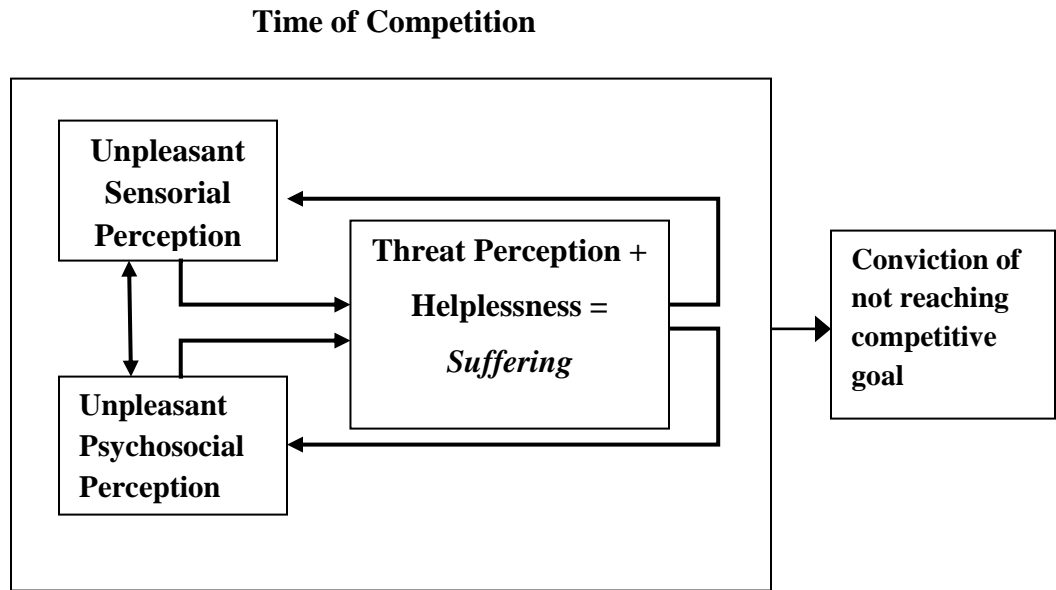 Time of Competition
Unpleasant
Sensorial
Perception
Threat Perception +
Helplessness =
Suffering
Unpleasant
Psychosocial
Perception
Conviction of
not reaching
competitive
goal